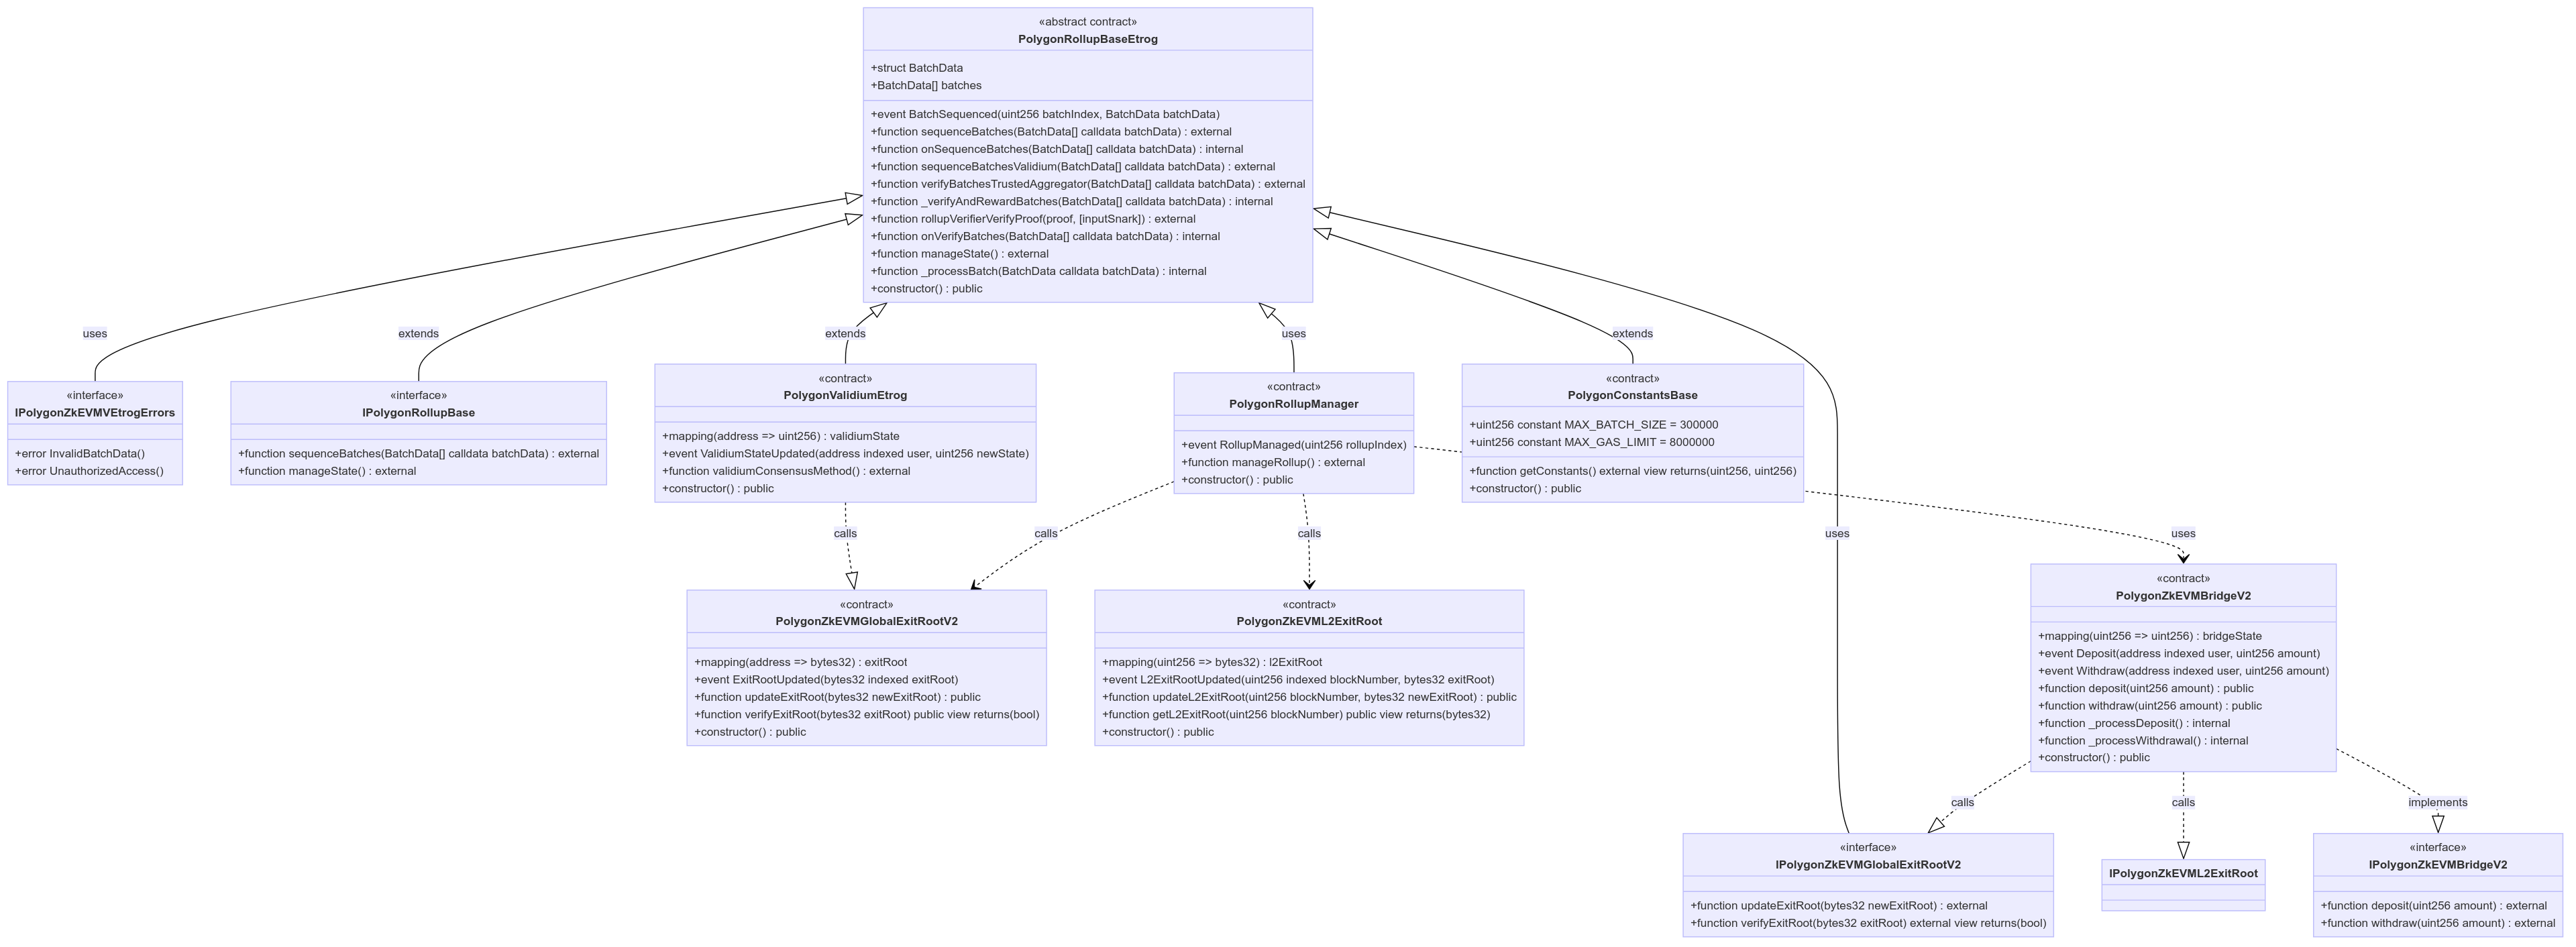 «abstract contract»
PolygonRollupBaseEtrog
+struct BatchData
+BatchData[] batches
+event BatchSequenced(uint256 batchIndex, BatchData batchData)
+function sequenceBatches(BatchData[] calldata batchData) : external
+function onSequenceBatches(BatchData[] calldata batchData) : internal
+function sequenceBatchesValidium(BatchData[] calldata batchData) : external
+function verifyBatchesTrustedAggregator(BatchData[] calldata batchData) : external
+function _verifyAndRewardBatches(BatchData[] calldata batchData) : internal
+function rollupVerifierVerifyProof(proof, [inputSnark]) : external
+function onVerifyBatches(BatchData[] calldata batchData) : internal
+function manageState() : external
+function _processBatch(BatchData calldata batchData) : internal
+constructor() : public
uses
extends
extends
uses
extends
«interface»
IPolygonZkEVMVEtrogErrors
+error InvalidBatchData()
+error UnauthorizedAccess()
«interface»
IPolygonRollupBase
+function sequenceBatches(BatchData[] calldata batchData) : external
+function manageState() : external
«contract»
PolygonValidiumEtrog
+mapping(address => uint256) : validiumState
+event ValidiumStateUpdated(address indexed user, uint256 newState)
+function validiumConsensusMethod() : external
+constructor() : public
«contract»
PolygonRollupManager
+event RollupManaged(uint256 rollupIndex)
+function manageRollup() : external
+constructor() : public
«contract»
PolygonConstantsBase
+uint256 constant MAX_BATCH_SIZE = 300000
+uint256 constant MAX_GAS_LIMIT = 8000000
+function getConstants() external view returns(uint256, uint256)
+constructor() : public
calls
calls
calls
uses
uses
«contract»
PolygonZkEVMGlobalExitRootV2
+mapping(address => bytes32) : exitRoot
+event ExitRootUpdated(bytes32 indexed exitRoot)
+function updateExitRoot(bytes32 newExitRoot) : public
+function verifyExitRoot(bytes32 exitRoot) public view returns(bool)
+constructor() : public
«contract»
PolygonZkEVML2ExitRoot
+mapping(uint256 => bytes32) : l2ExitRoot
+event L2ExitRootUpdated(uint256 indexed blockNumber, bytes32 exitRoot)
+function updateL2ExitRoot(uint256 blockNumber, bytes32 newExitRoot) : public
+function getL2ExitRoot(uint256 blockNumber) public view returns(bytes32)
+constructor() : public
«contract»
PolygonZkEVMBridgeV2
+mapping(uint256 => uint256) : bridgeState
+event Deposit(address indexed user, uint256 amount)
+event Withdraw(address indexed user, uint256 amount)
+function deposit(uint256 amount) : public
+function withdraw(uint256 amount) : public
+function _processDeposit() : internal
+function _processWithdrawal() : internal
+constructor() : public
calls
calls
implements
«interface»
IPolygonZkEVMGlobalExitRootV2
+function updateExitRoot(bytes32 newExitRoot) : external
+function verifyExitRoot(bytes32 exitRoot) external view returns(bool)
IPolygonZkEVML2ExitRoot
«interface»
IPolygonZkEVMBridgeV2
+function deposit(uint256 amount) : external
+function withdraw(uint256 amount) : external